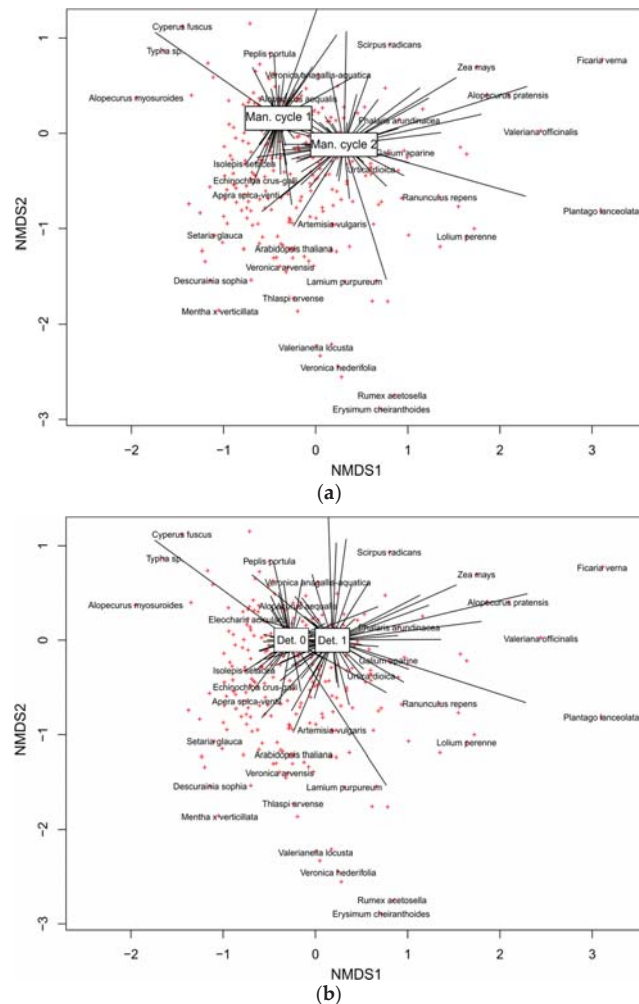 Cyperus fuscus
Typha sp.
Peplis portula
Scirpus radicans
Ficaria verna
Veronica anagallis-aquatica
Zea mays
Alopecurus myosuroides
Alopecurus aequalis
Alopecurus pratensis
Man. cycle 1
Phalaris arundinacea
Valeriana officinalis
Man. cycle 2
Galium aparine
Isolepis setacea
Urtica dioica
Echinochloa crus-galli
Apera spica-venti
Ranunculus repens
Plantago lanceolata
Artemisia vulgaris
Setaria glauca
Lolium perenne
Arabidopsis thaliana
Veronica arvensis
Descurainia sophia
Lamium purpureum
Thlaspi arvense
Mentha x verticillata
Valerianella locusta
Veronica hederifolia
Rumex acetosella
Erysimum cheiranthoides
NMDS2
1
0
-1
-2
-3
-2 -1 0 1 2 3
NMDS1
(a)
Cyperus fuscus
Typha sp.
Peplis portula
Scirpus radicans
Ficaria verna
Veronica anagallis-aquatica
Zea mays
Alopecurus myosuroides
Alopecurus aequalis
Alopecurus pratensis
Eleocharis acicularis
Phalaris arundinacea
Det. 0
Det. 1
Valeriana officinalis
Galium aparine
Isolepis setacea
Urtica dioica
Echinochloa crus-galli
Apera spica-venti
Ranunculus repens
Plantago lanceolata
Artemisia vulgaris
Setaria glauca
Lolium perenne
Arabidopsis thaliana
Veronica arvensis
Descurainia sophia
Lamium purpureum
Thlaspi arvense
Mentha x verticillata
Valerianella locusta
Veronica hederifolia
Rumex acetosella
Erysimum cheiranthoides
NMDS2
1
0
-1
-2
-3
-2 -1 0 1 2 3
NMDS1
(b)